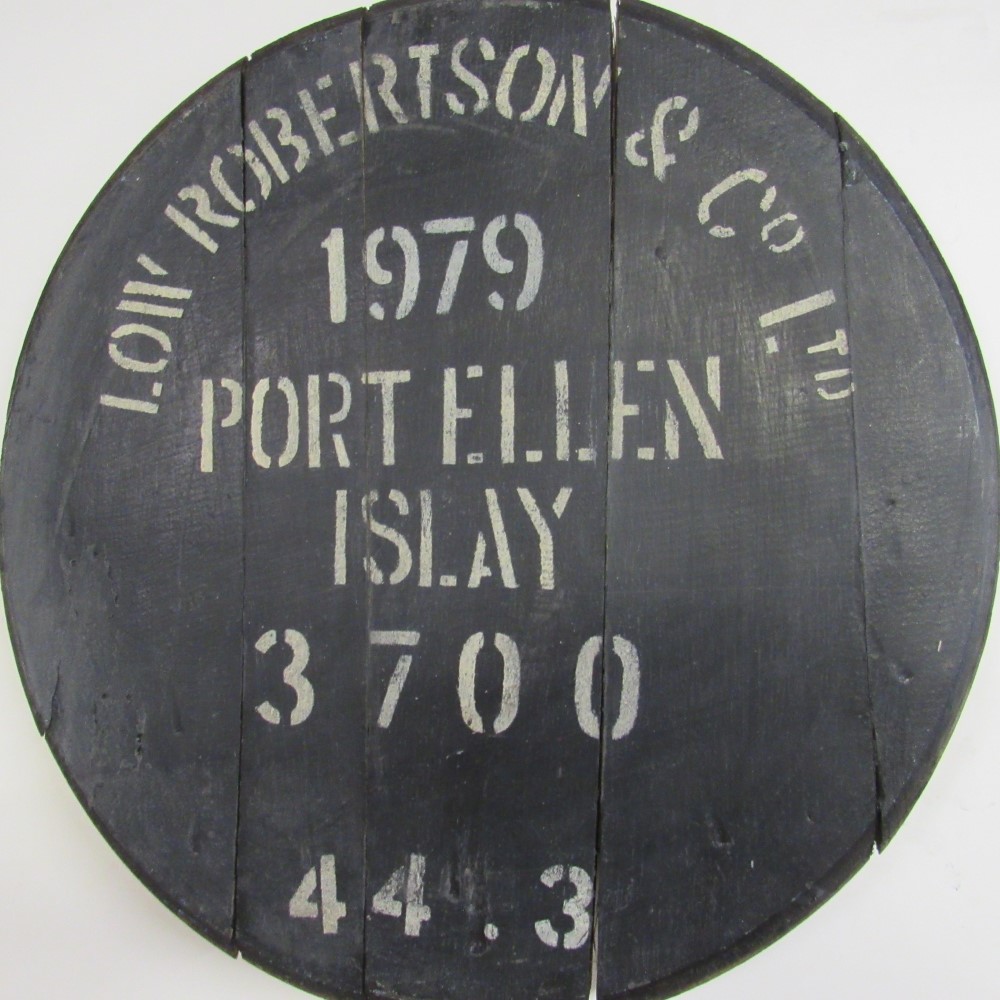 LOW ROBERTSON & Co LTD
1979
PORT ELLEN
ISLAY
3700
44.3